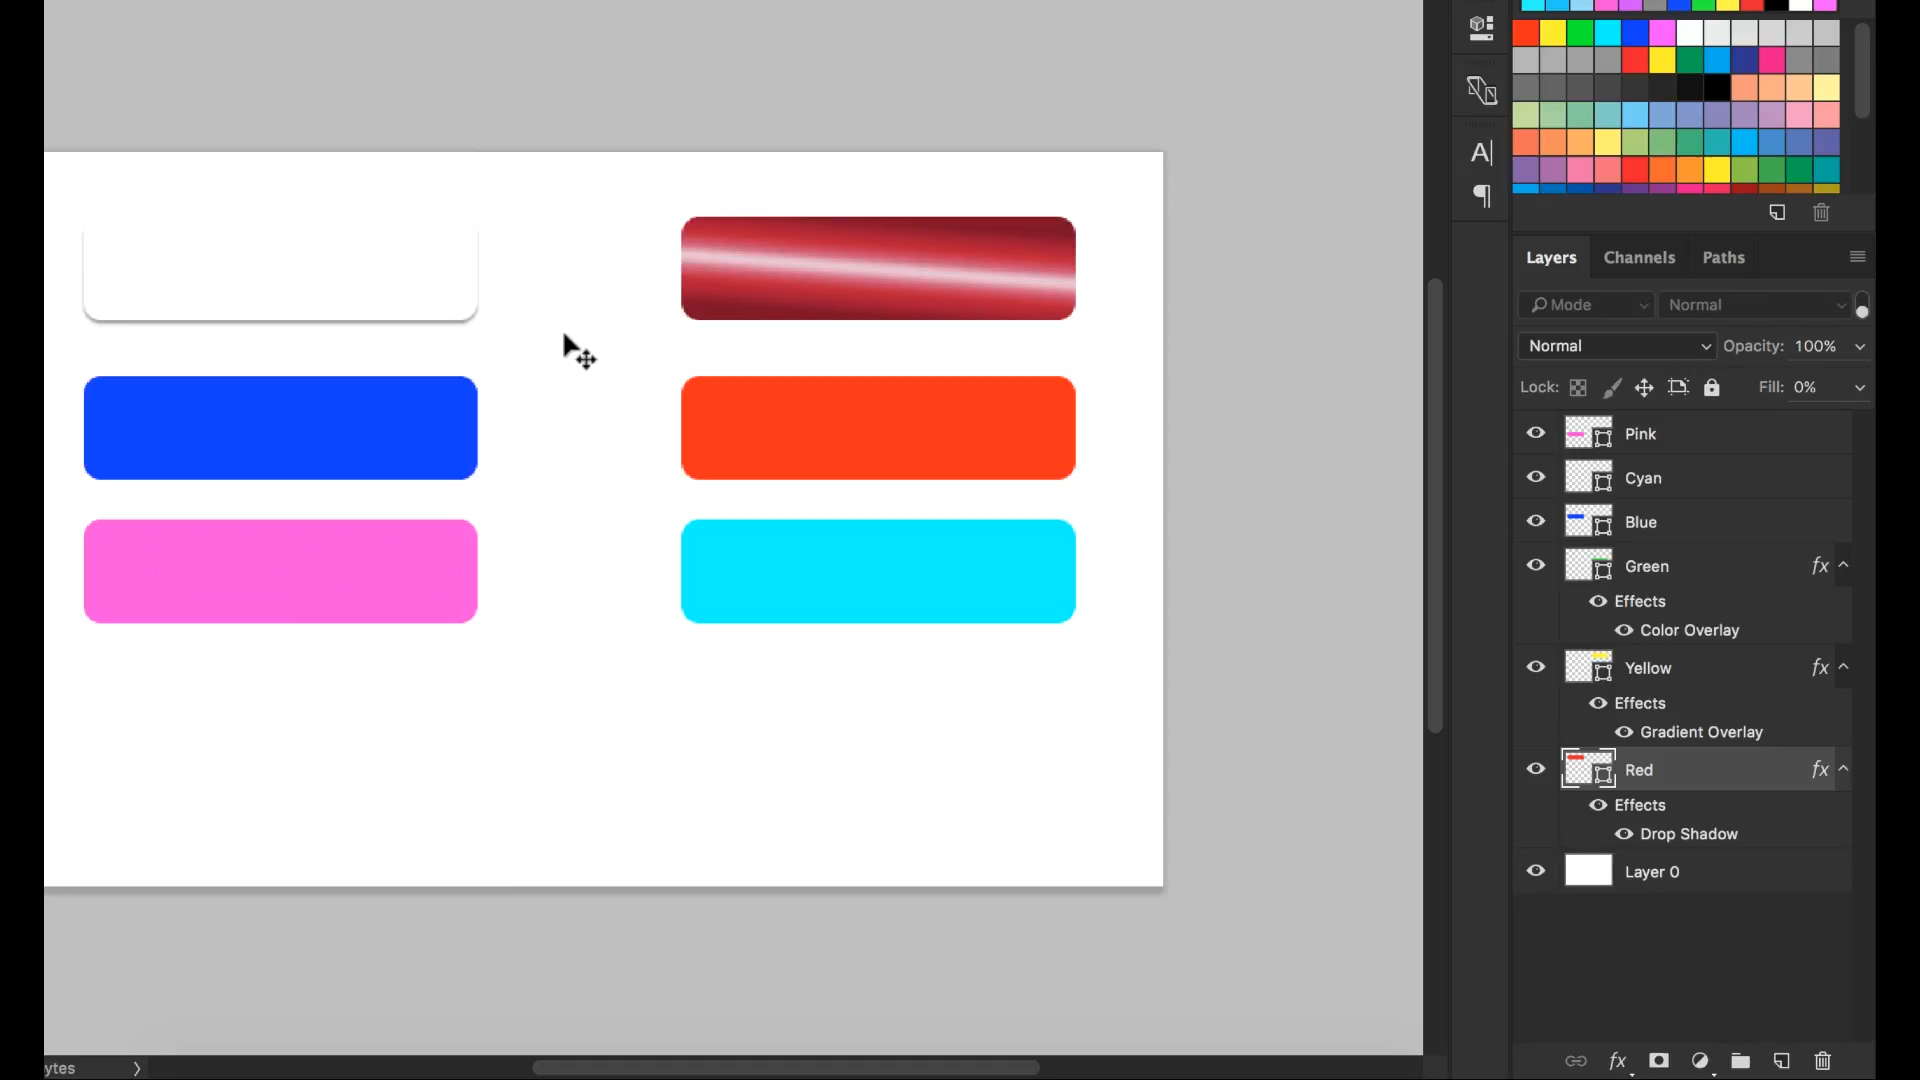 Layers Channels Paths
Mode Normal
Normal Opacity: 100%
Lock: Fill: 0%
Pink
Cyan
Blue
Green fx
Effects
Color Overlay
Yellow fx
Effects
Gradient Overlay
Red fx
Effects
Drop Shadow
Layer 0
ytes
fx